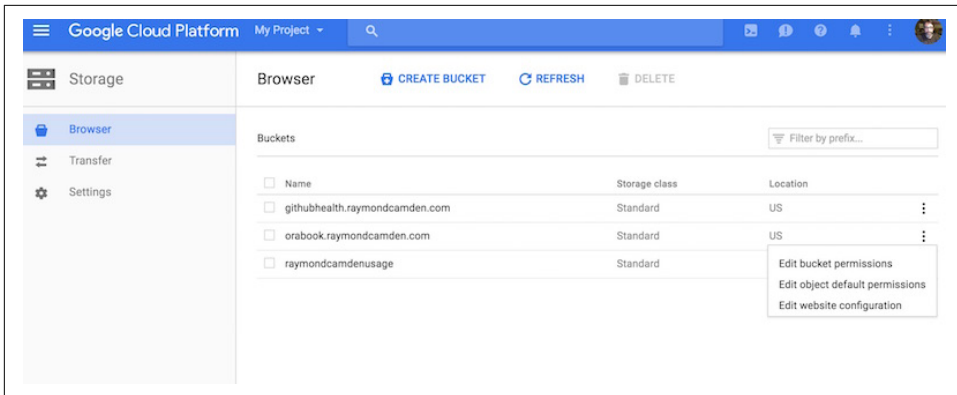 Google Cloud Platform My Project
Storage Browser CREATE BUCKET REFRESH DELETE
Browser
Transfer
Settings
Buckets Filter by prefix...
Name Storage class Location
githubhealth.raymondcamden.com Standard US
orabook.raymondcamden.com Standard US
raymondcamdenusage Standard
Edit bucket permissions
Edit object default permissions
Edit website configuration